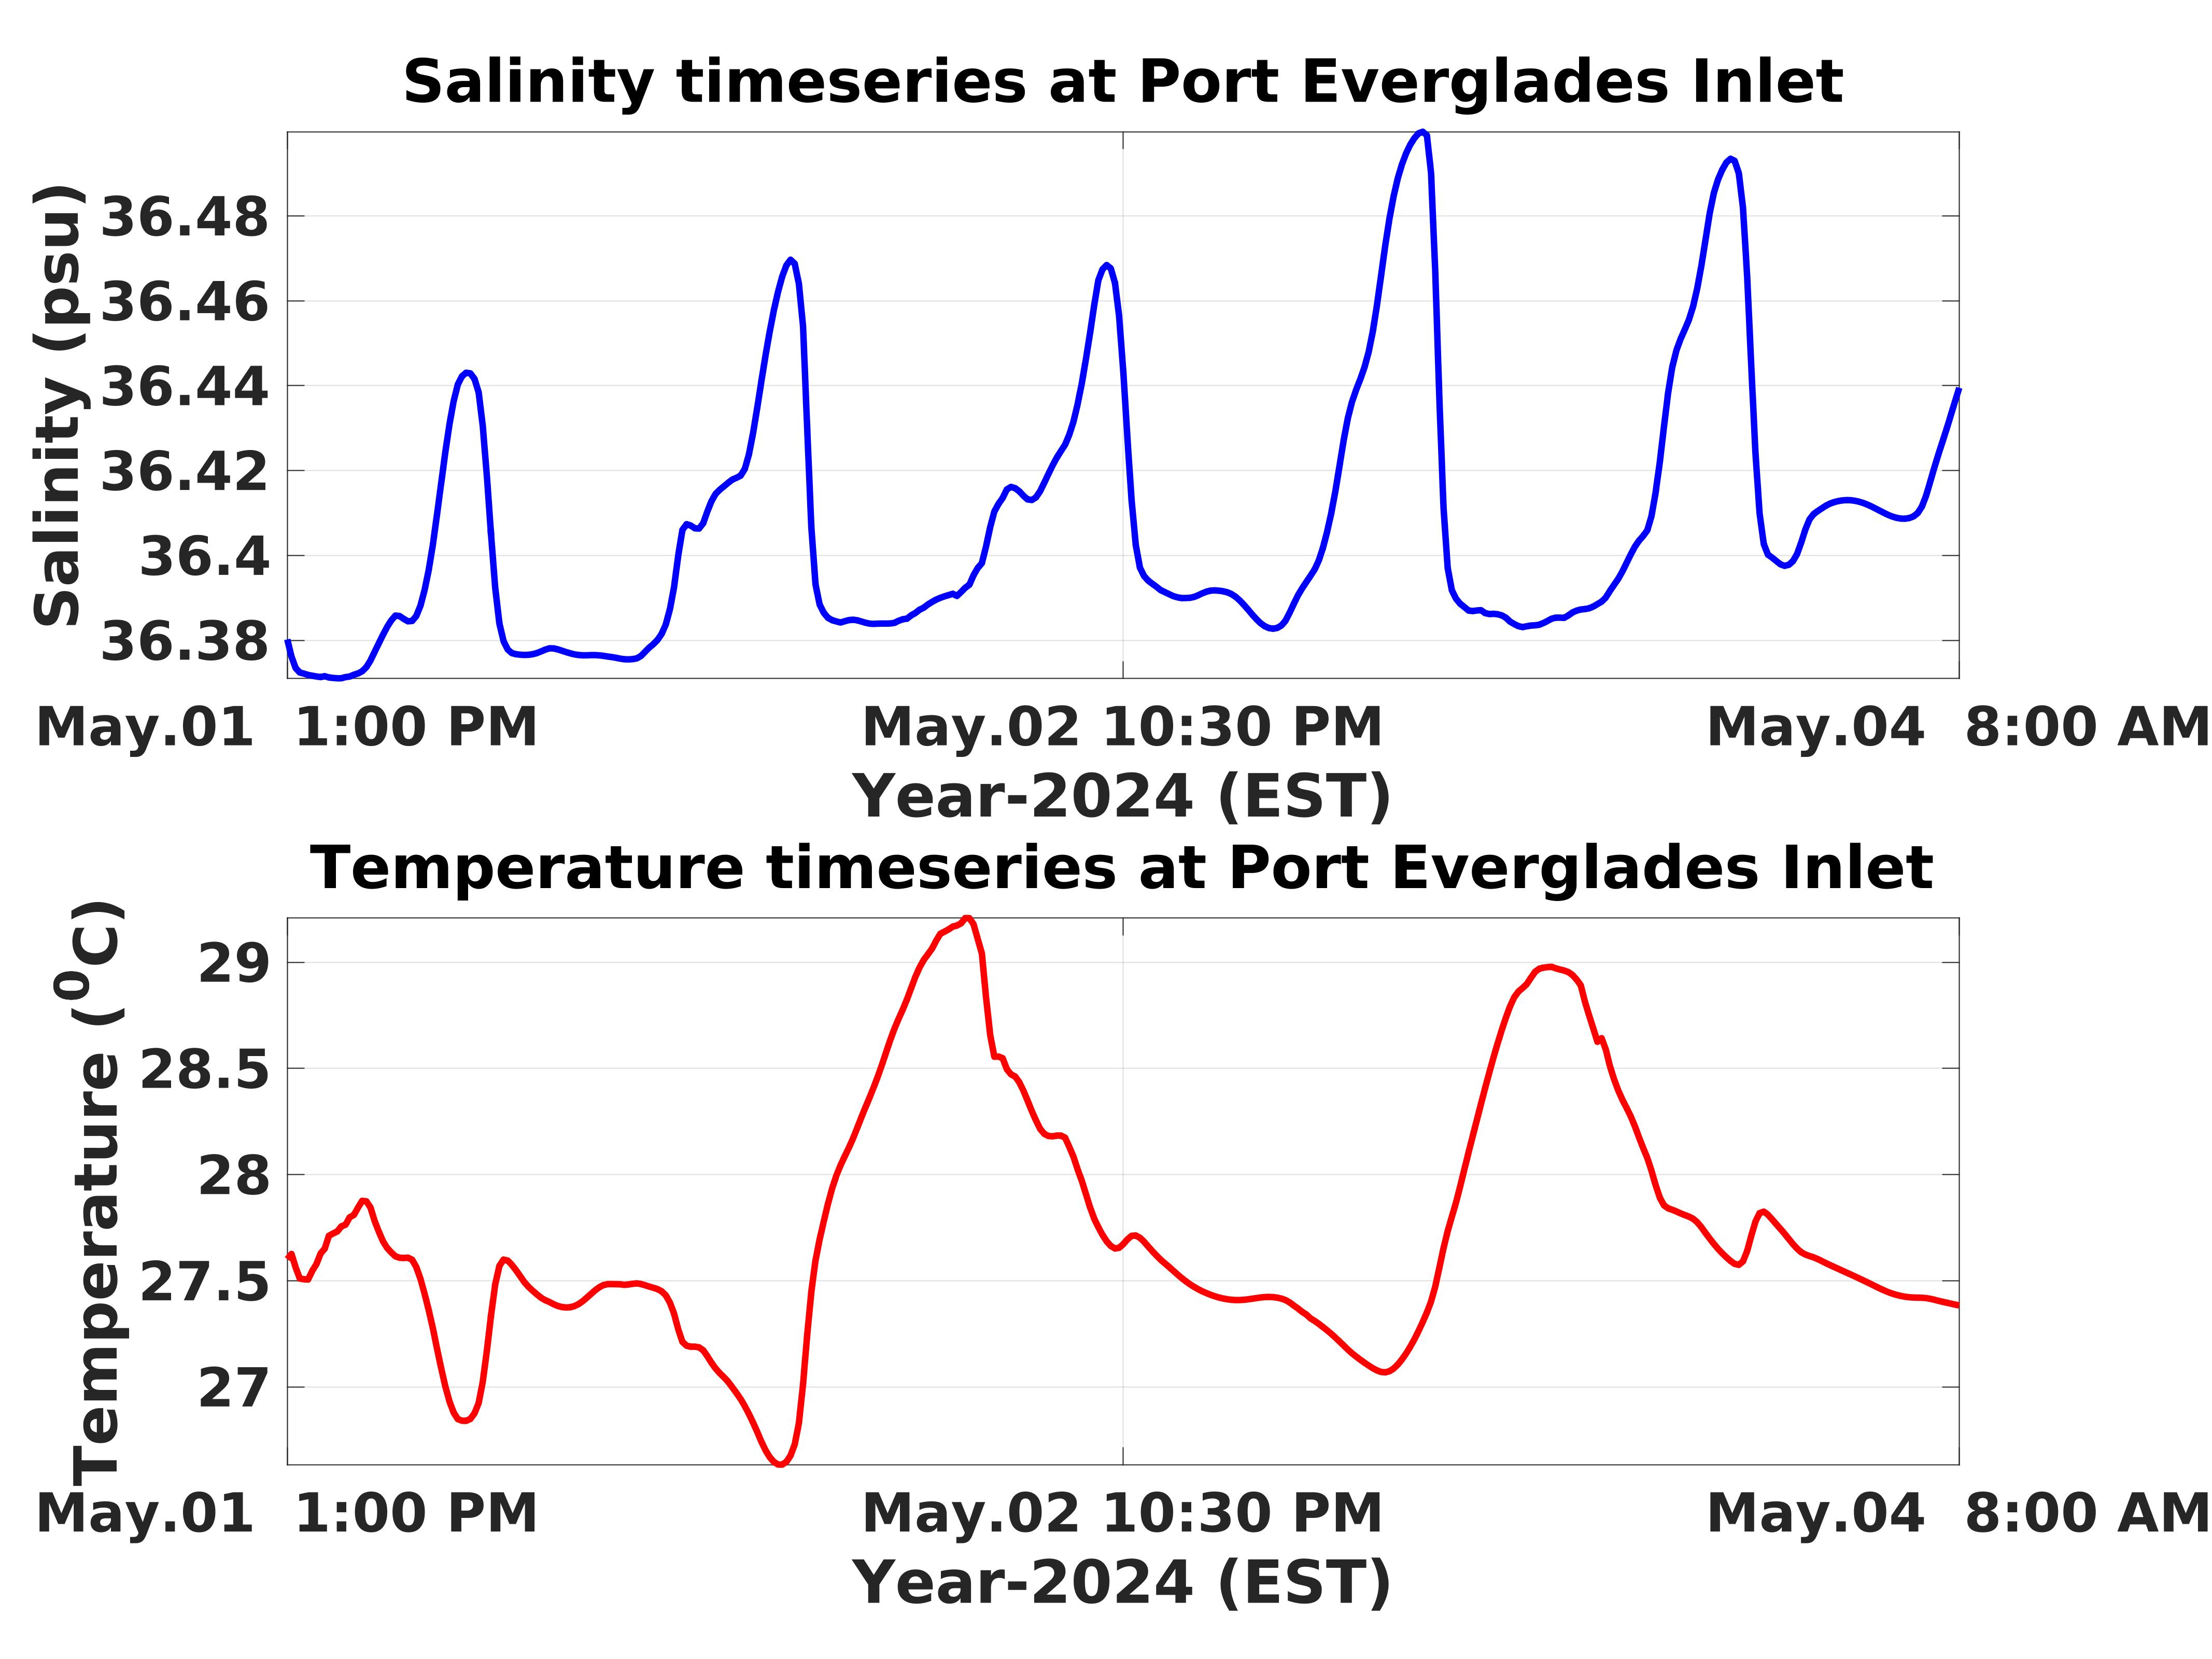 Salinity timeseries at Port Everglades Inlet
Salinity (psu)
36.48
36.46
36.44
36.42
36.4
36.38
May.01  1:00 PM
May.02 10:30 PM
May.04  8:00 AM
Year-2024 (EST)
Temperature timeseries at Port Everglades Inlet
Temperature (⁰C)
29
28.5
28
27.5
27
May.01  1:00 PM
May.02 10:30 PM
May.04  8:00 AM
Year-2024 (EST)